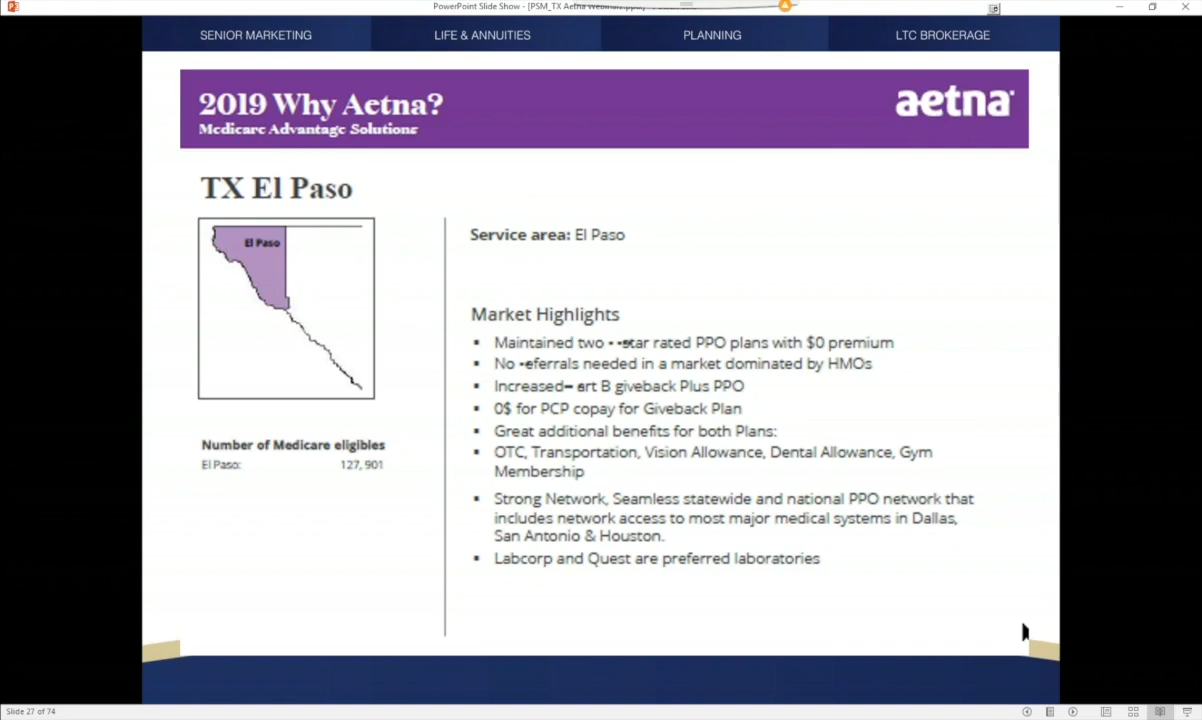 PowerPoint Slide Show - [PSM_TX Aetna
SENIOR MARKETING
LIFE & ANNUITIES
PLANNING
LTC BROKERAGE
2019 Why Aetna?
Medicare Advantage Solutions
aetna
TX El Paso
El Paso
Number of Medicare eligibles
El Paso: 127, 901
Service area: El Paso
Market Highlights
▪ Maintained two rated PPO plans with $0 premium
▪ No needed in a market dominated by HMOs
▪ Increased B giveback Plus PPO
▪ 0$ for PCP copay for Giveback Plan
▪ Great additional benefits for both Plans:
▪ OTC, Transportation, Vision Allowance, Dental Allowance, Gym
Membership
▪ Strong Network, Seamless statewide and national PPO network that
includes network access to most major medical systems in Dallas,
San Antonio & Houston.
▪ Labcorp and Quest are preferred laboratories
Slide 27 of 74